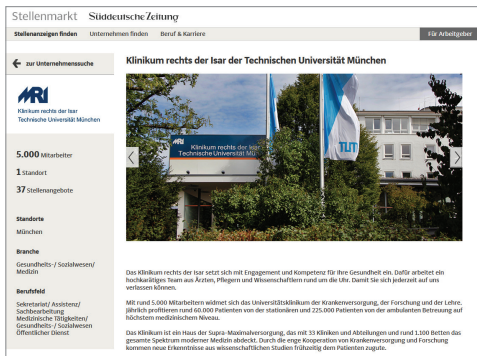 Stellenmarkt Süddeutsche Zeitung
Stellenanzeigen finden Unternehmen finden Beruf & Karriere Für Arbeitgeber
zur Unternehmenssuche
MRI
Klinikum rechts der Isar
Technische Universität München
5.000 Mitarbeiter
1 Standort
37 Stellenangebote
Standorte
München
Branche
Gesundheits-/ Sozialwesen/
Medizin
Berufsfeld
Sekretariat/ Assistenz/
Sachbearbeitung
Medizinische Tätigkeiten/
Gesundheits-/ Sozialwesen
Öffentlicher Dienst
Klinikum rechts der Isar der Technischen Universität München
MRI
Klinikum rechts der Isar
Technische Universität Mü
TUM
Das Klinikum rechts der Isar setzt sich mit Engagement und Kompetenz für Ihre Gesundheit ein. Dafür arbeitet ein
hochkarätiges Team aus Ärzten, Pflegern und Wissenschaftlern rund um die Uhr. Damit Sie sich jederzeit auf uns
verlassen können.
Mit rund 5.000 Mitarbeitern widmet sich das Universitätsklinikum der Krankenversorgung, der Forschung und der Lehre.
Jährlich profitieren rund 60.000 Patienten von der stationären und 225.000 Patienten von der ambulanten Betreuung auf
höchstem medizinischem Niveau.
Das Klinikum ist ein Haus der Supra-Maximalversorgung, das mit 33 Kliniken und Abteilungen und rund 1.100 Betten das
gesamte Spektrum moderner Medizin abdeckt. Durch die enge Kooperation von Krankenversorgung und Forschung
kommen neue Erkenntnisse aus wissenschaftlichen Studien frühzeitig dem Patienten zugute.